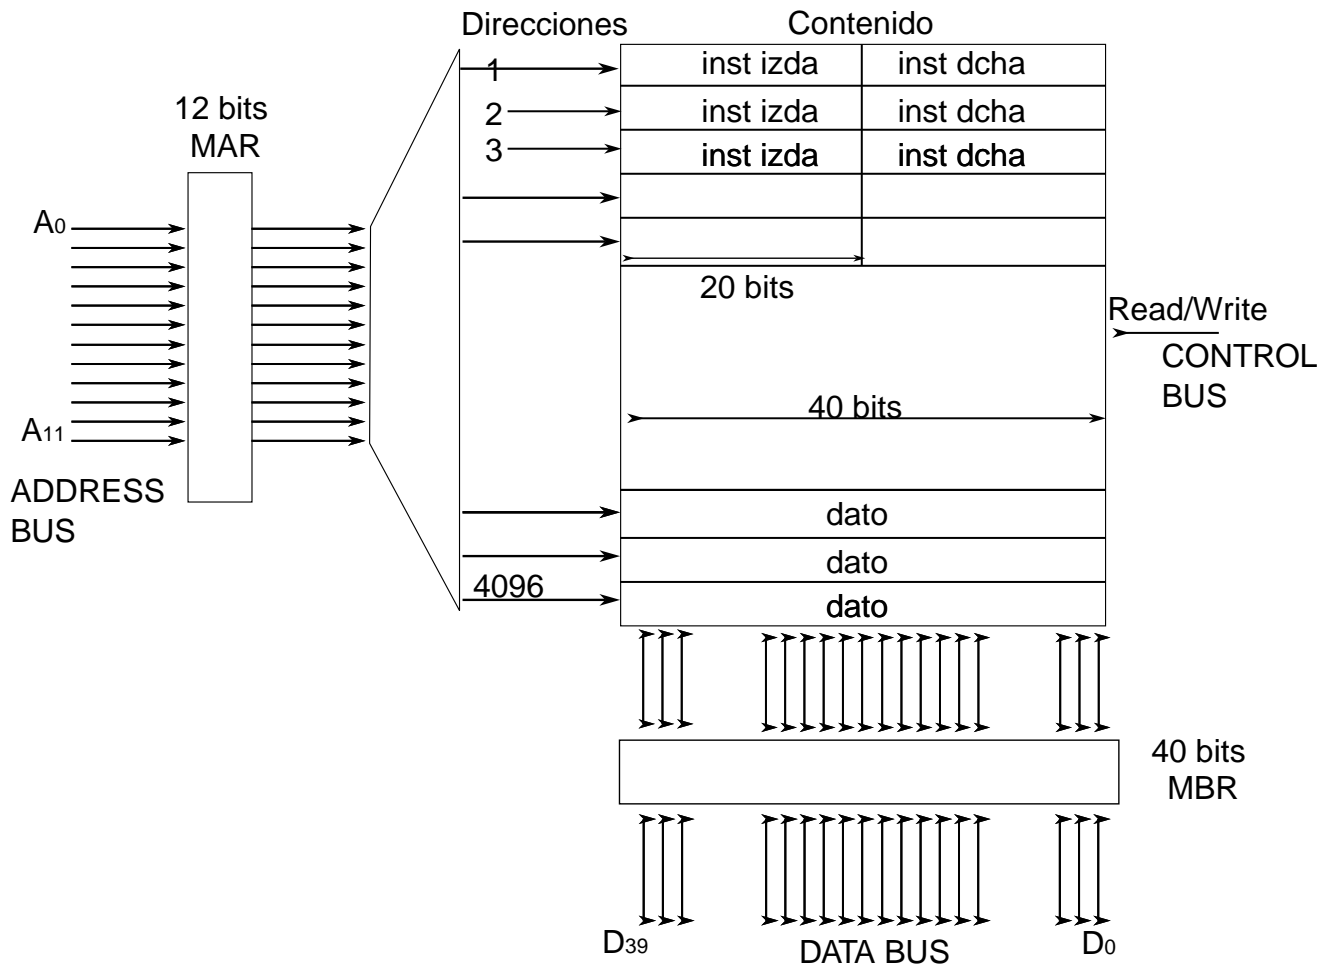 Direcciones
Contenido
1
inst izda
inst dcha
12 bits
MAR
2
inst izda
inst dcha
3
inst izda
inst dcha
A0
20 bits
Read/Write
CONTROL
BUS
40 bits
A11
ADDRESS
BUS
dato
dato
4096
dato
40 bits
MBR
D39
DATA BUS
D0